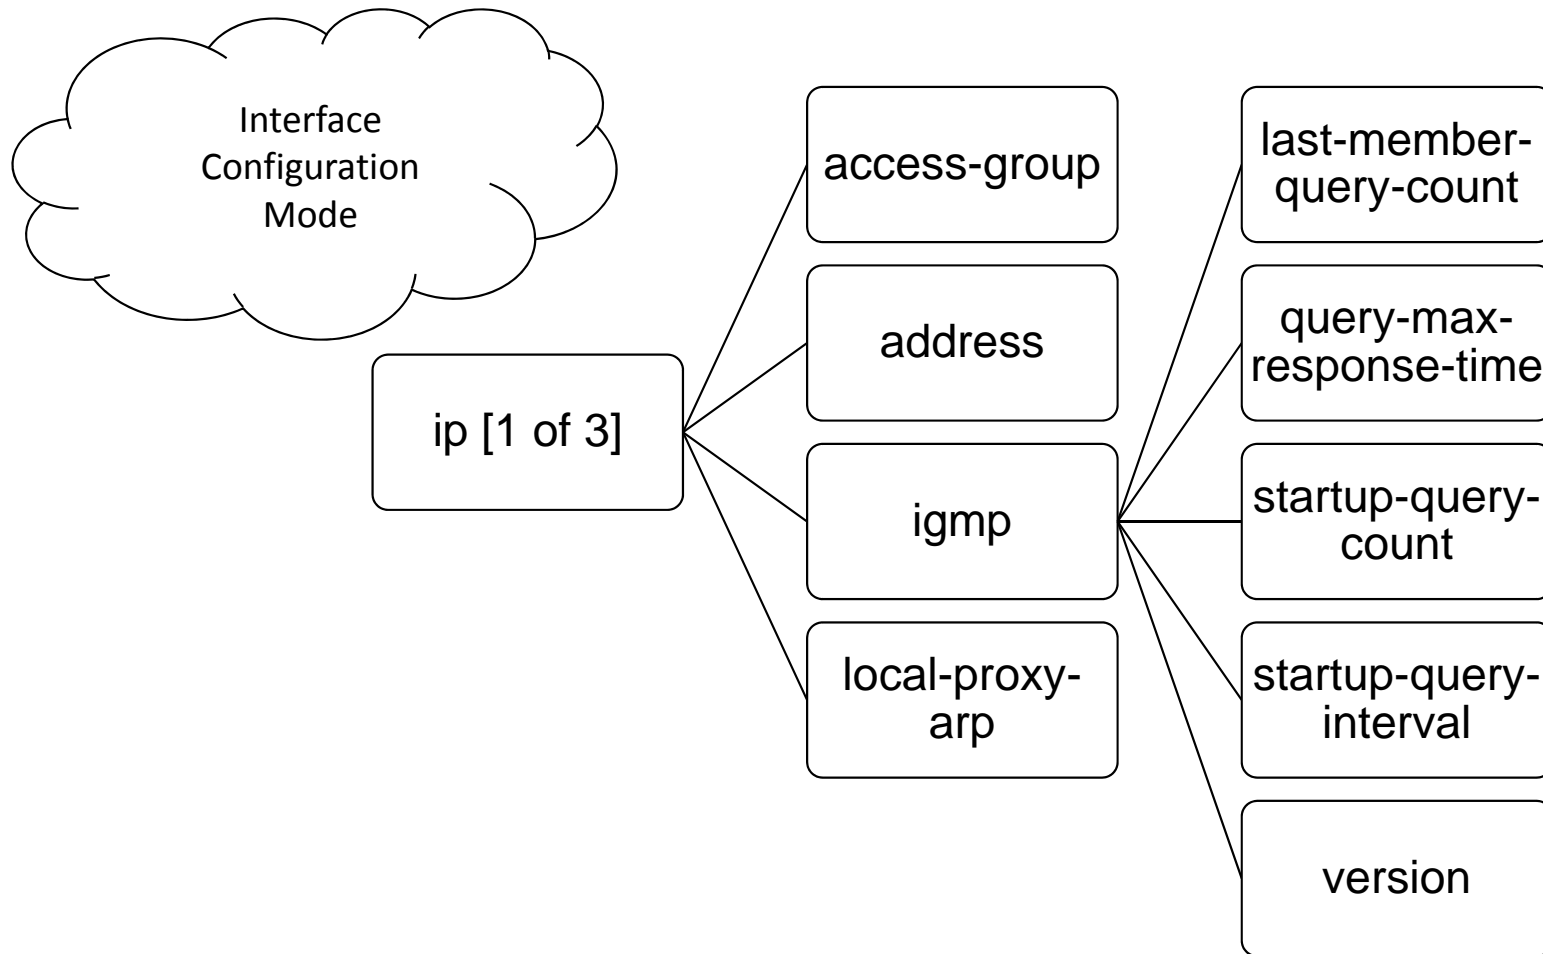 Interface
Configuration
Mode
ip [1 of 3]
access-group
address
igmp
local-proxy-
arp
last-member-
query-count
query-max-
response-time
startup-query-
count
startup-query-
interval
version